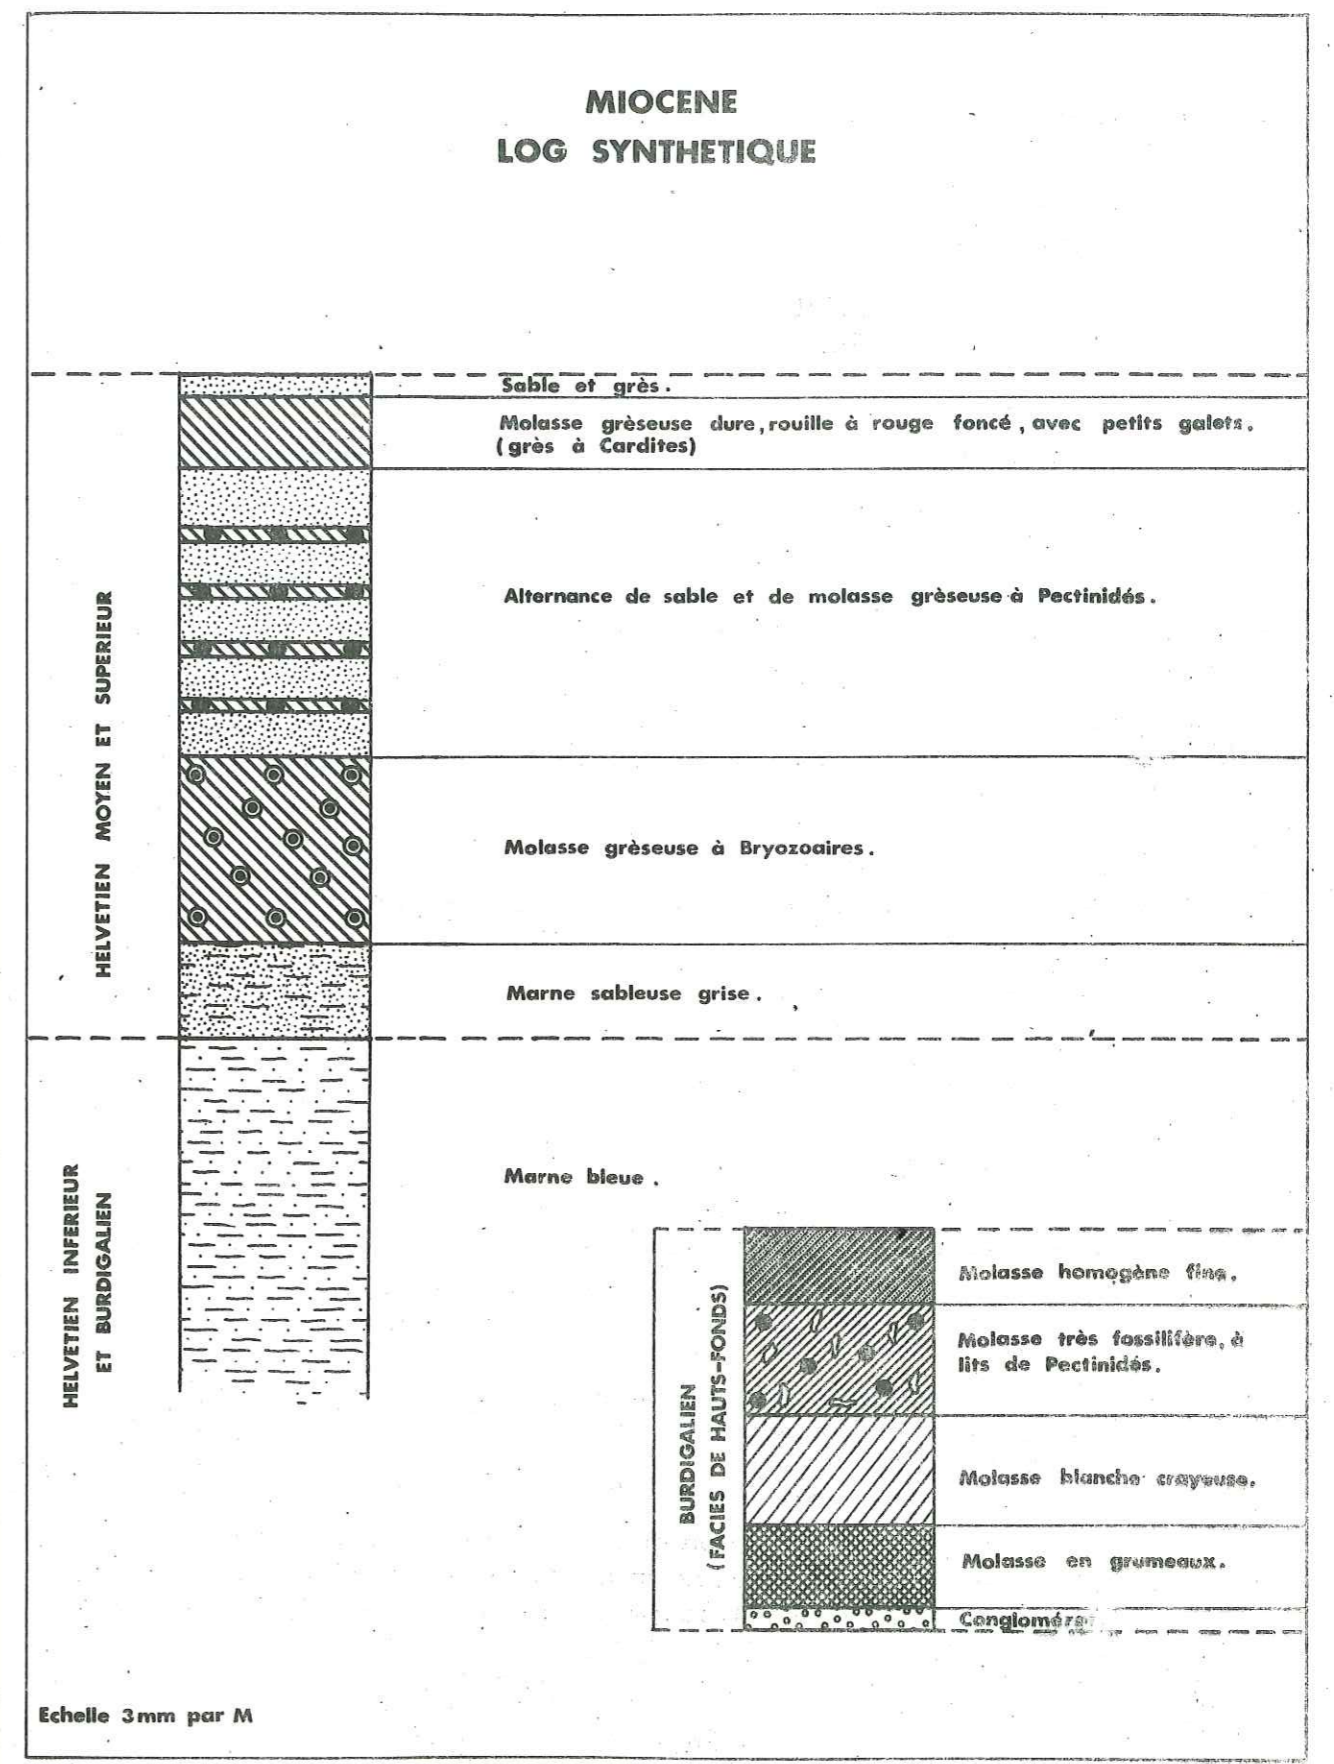 MIOCENE
LOG SYNTHETIQUE
Sable et grès.
Molasse grèseuse dure, rouille à rouge foncé, avec petits galets.
(grès à Cardites)
Alternance de sable et de molasse grèseuse à Pectinidés.
HELVETIEN MOYEN ET SUPERIEUR
Molasse grèseuse à Bryozoaires.
Marne sableuse grise.
Marne bleue.
HELVETIEN INFERIEUR
ET BURDIGALIEN
BURDIGALIEN
(FACIES DE HAUTS-FONDS)
Molasse homogène fine.
Molasse très fossilifère, à
lits de Pectinidés.
Molasse blanche crayeuse.
Molasse en grumeaux.
Conglomérat
Echelle 3mm par M